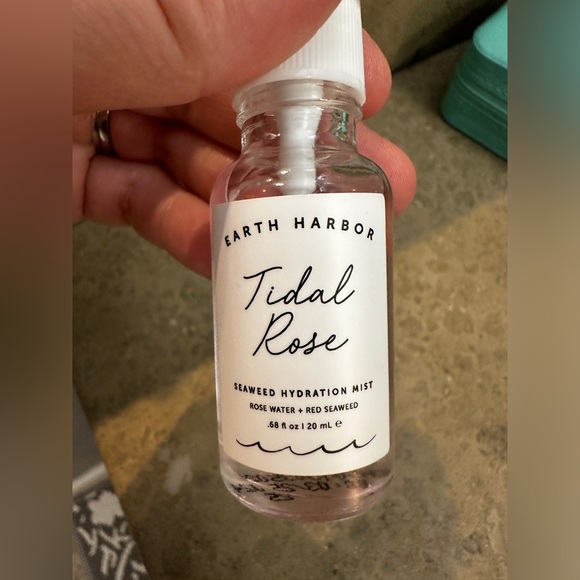 EARTH HARBOR
Tidal
Rose
SEAWEED HYDRATION MIST
ROSE WATER + RED SEAWEED
.68 fl oz | 20 mL ℮